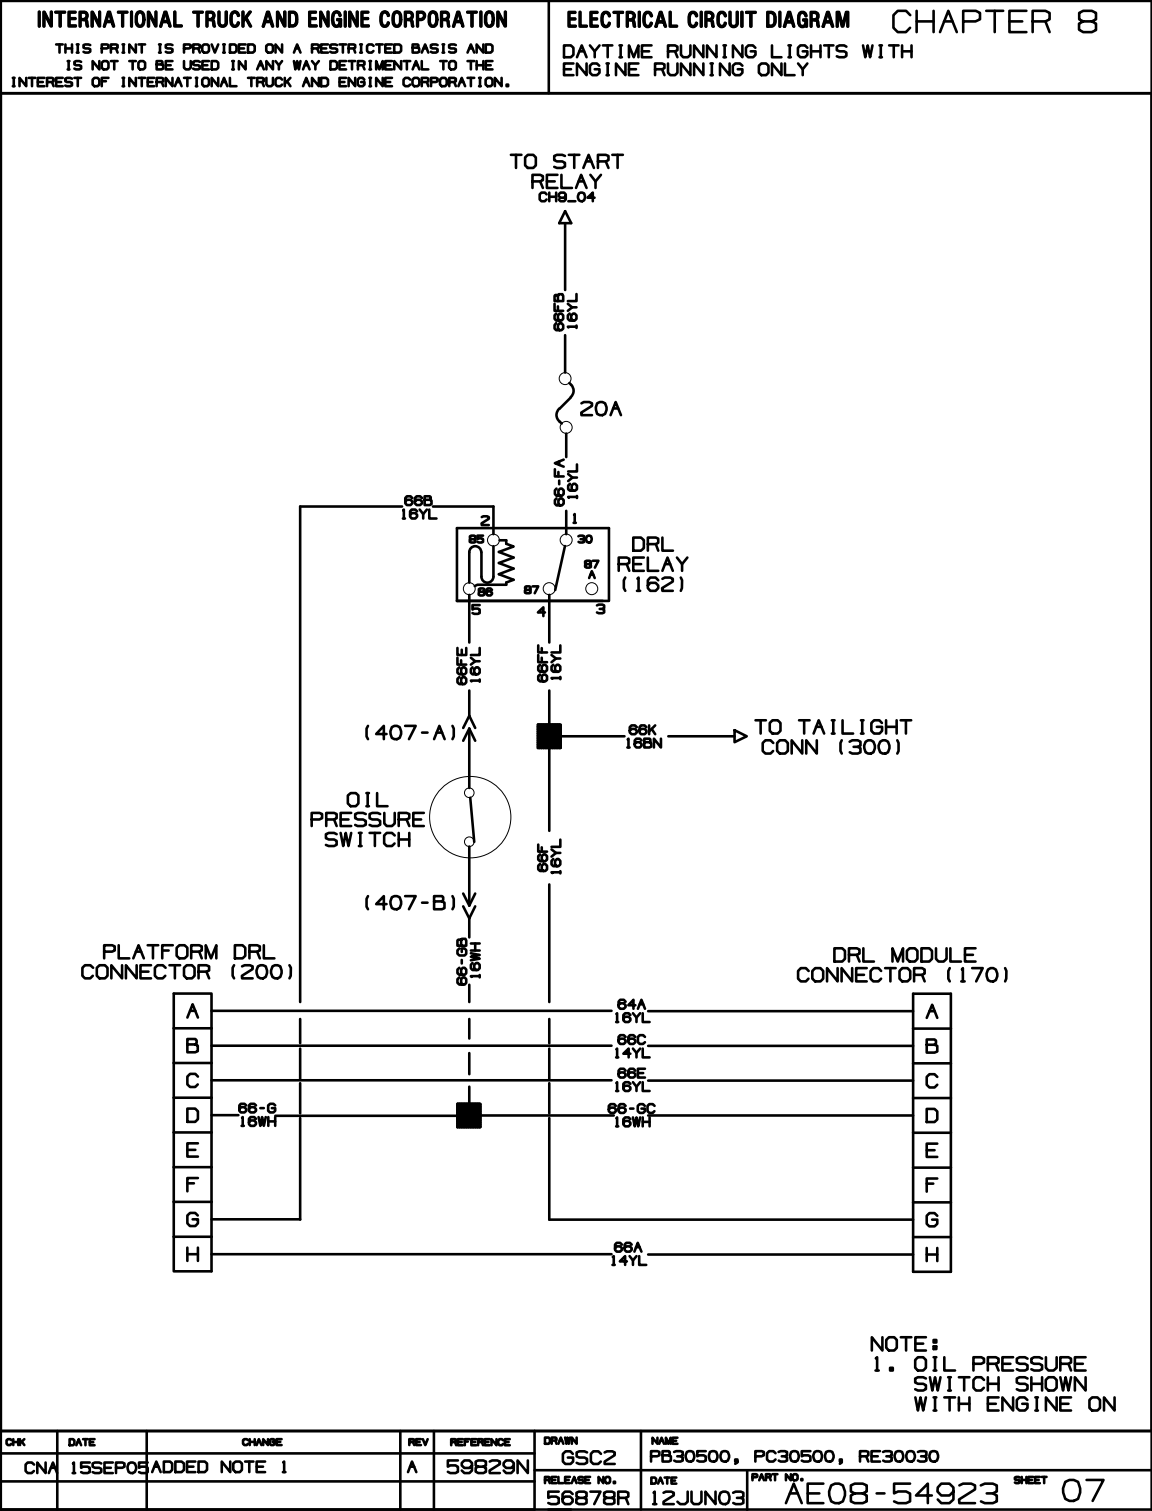 INTERNATIONAL TRUCK AND ENGINE CORPORATION
THIS PRINT IS PROVIDED ON A RESTRICTED BASIS AND
IS NOT TO BE USED IN ANY WAY DETRIMENTAL TO THE
INTEREST OF INTERNATIONAL TRUCK AND ENGINE CORPORATION.
ELECTRICAL CIRCUIT DIAGRAM CHAPTER 8
DAYTIME RUNNING LIGHTS WITH
ENGINE RUNNING ONLY
TO START
RELAY
CH9_04
66FB
16YL
20A
66-FA
16YL
66B
16YL
2
1
85
30
87
A
86
87
5
4
3
DRL
RELAY
(162)
66FE
16YL
66FF
16YL
(407-A)
66K
16BN
TO TAILIGHT
CONN (300)
OIL
PRESSURE
SWITCH
66F
16YL
(407-B)
66-GB
16WH
PLATFORM DRL
CONNECTOR (200)
DRL MODULE
CONNECTOR (170)
A
64A
16YL
A
B
66C
14YL
B
C
66E
16YL
C
D
66-G
16WH
66-GC
16WH
D
E
E
F
F
G
G
H
66A
14YL
H
NOTE:
1. OIL PRESSURE
SWITCH SHOWN
WITH ENGINE ON
CHK DATE CHANGE REV REFERENCE
CNA 15SEP05 ADDED NOTE 1 A 59829N
DRAWN
GSC2
NAME
PB30500, PC30500, RE30030
RELEASE NO.
56878R
DATE
12JUN03
PART NO.
AE08-54923
SHEET 07